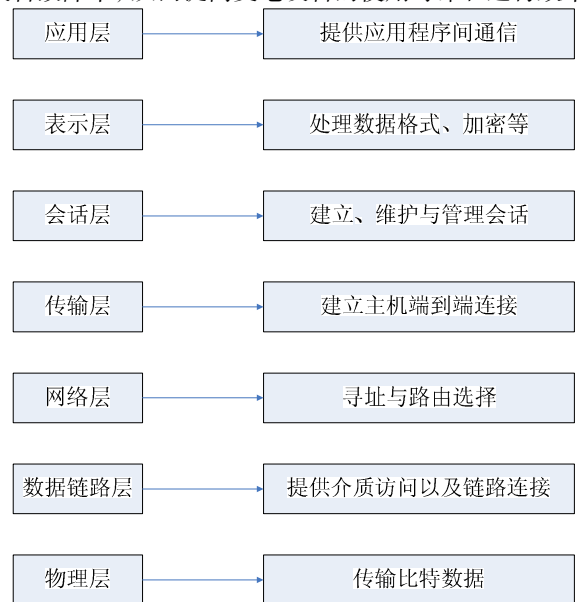 应用层 提供应用程序间通信
表示层 处理数据格式、加密等
会话层 建立、维护与管理会话
传输层 建立主机端到端连接
网络层 寻址与路由选择
数据链路层 提供介质访问以及链路连接
物理层 传输比特数据